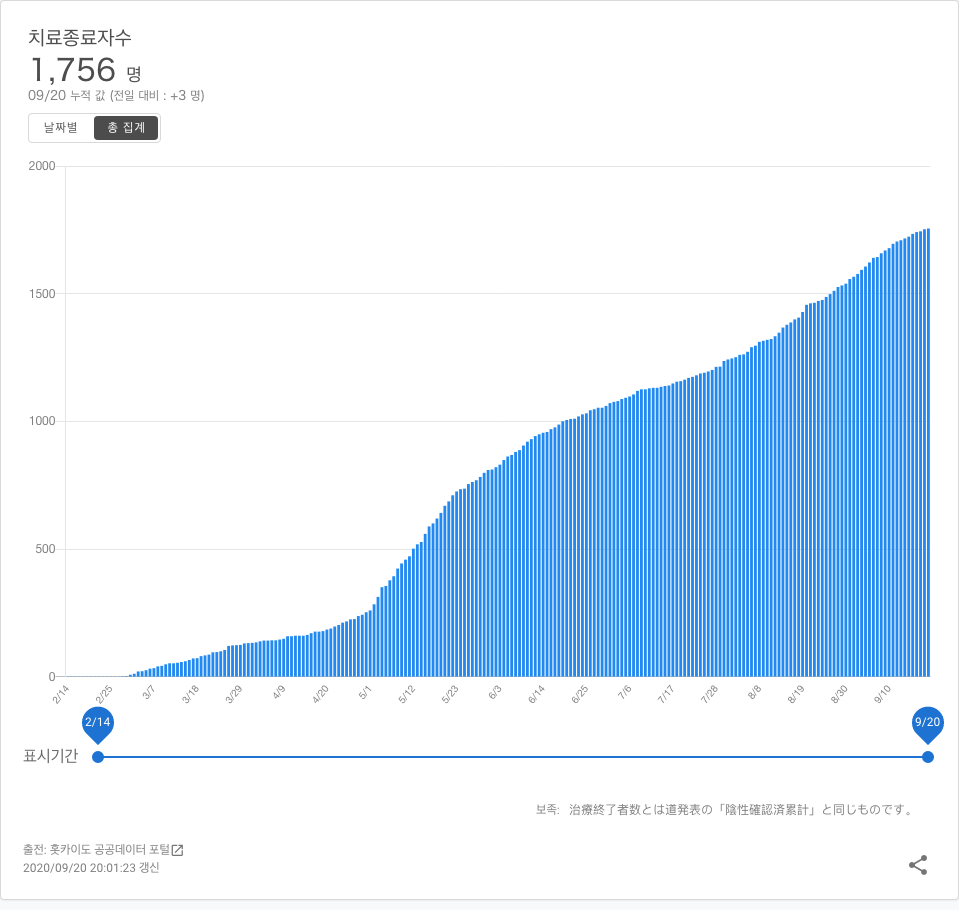 치료종료자수
1,756 명
09/20 누적 값 (전일 대비 : +3 명)
날짜별 총 집계
2000
1500
1000
500
0
2/14 2/25 3/7 3/18 3/29 4/9 4/20 5/1 5/12 5/23 6/3 6/14 6/25 7/6 7/17 7/28 8/8 8/19 8/30 9/10
2/14 9/20
표시기간
보족: 治療終了者数とは道発表の「陰性確認済累計」と同じものです。
출전: 홋카이도 공공데이터 포털
2020/09/20 20:01:23 갱신